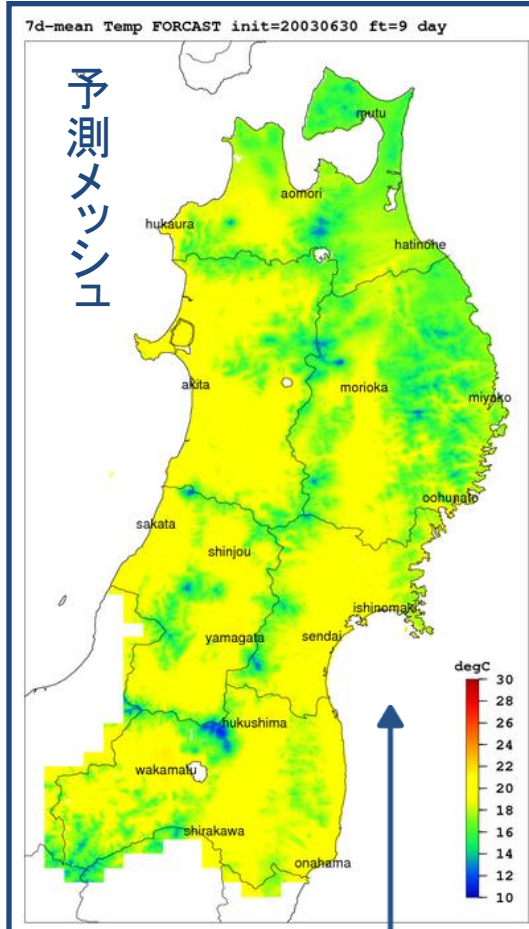 7d-mean Temp FORCAST init=20030630 ft=9 day
予測メッシュ
mutu
aomori
hukaura
hatinohe
akita
morioka
miyako
oohunato
sakata
shinjou
ishinomaki
yamagata
sendai
degC
30
28
26
24
22
20
18
16
14
12
10
hukushima
wakamatu
shirakawa
onahama